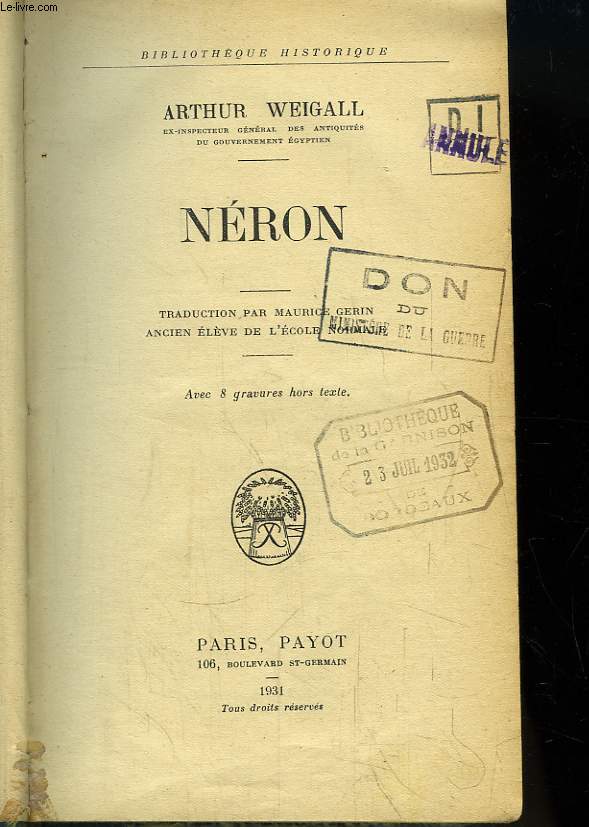 Le-livre.com
BIBLIOTHÈQUE HISTORIQUE
ARTHUR WEIGALL
EX-INSPECTEUR GÉNÉRAL DES ANTIQUITÉS
DU GOUVERNEMENT ÉGYPTIEN
D. I.
ANNULÉ
NÉRON
DON
DU
MINISTÈRE DE LA GUERRE
TRADUCTION PAR MAURICE GERIN
ANCIEN ÉLÈVE DE L'ÉCOLE NORMALE
Avec 8 gravures hors texte.
BIBLIOTHÈQUE
de la GARNISON
23 JUIL 1932
DE
BORDEAUX
PARIS, PAYOT
106, BOULEVARD ST-GERMAIN
1931
Tous droits réservés